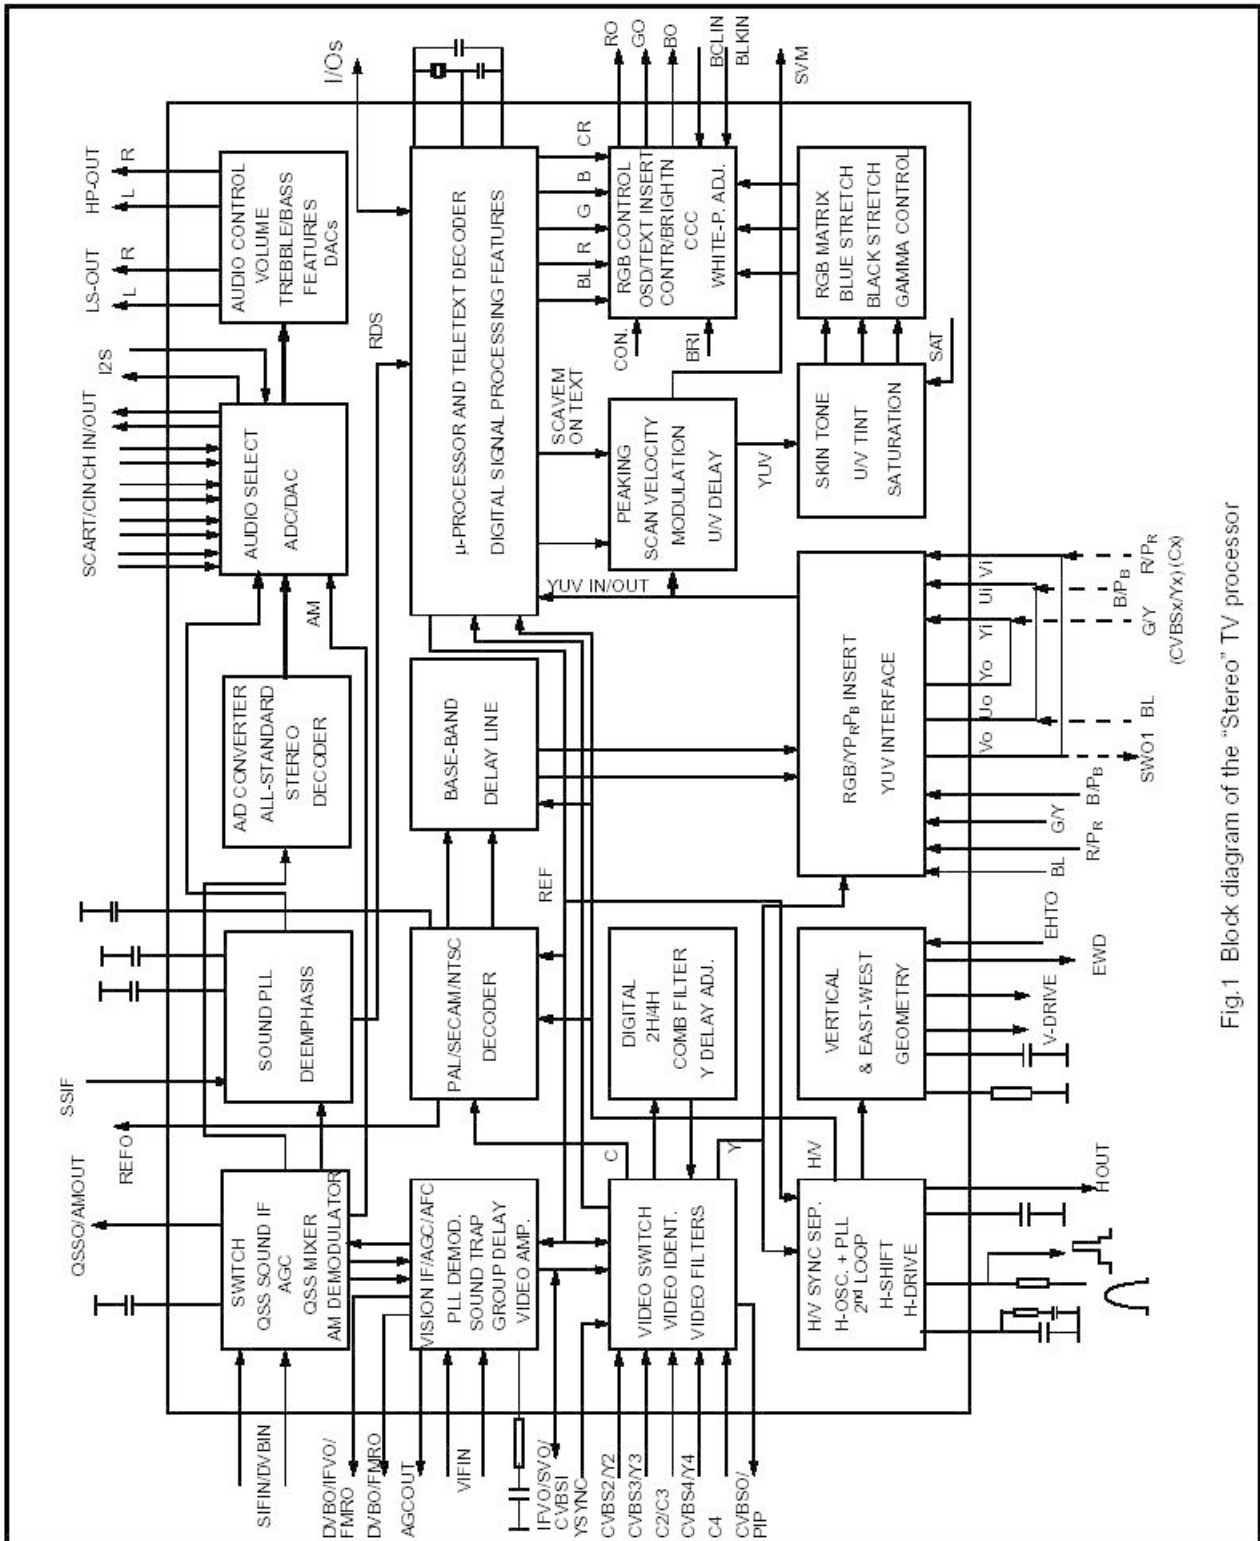 I/Os
RO
GO
BO
BCLIN
BLKIN
SVM
HP-OUT
L R
LS-OUT
L R
I2S
SCART/CINCH IN/OUT
AUDIO CONTROL
VOLUME
TREBBLE/BASS
FEATURES
DACs
AUDIO SELECT
ADC/DAC
AM
RDS
A/D CONVERTER
ALL-STANDARD
STEREO
DECODER
SSIF
SOUND PLL
DEEMPHASIS
REFO
QSSO/AMOUT
SWITCH
QSS SOUND IF
AGC
QSS MIXER
AM DEMODULATOR
SIFIN/DVBIN
µ-PROCESSOR AND TELETEXT DECODER
DIGITAL SIGNAL PROCESSING FEATURES
BL R G B CR
SCAVEM
ON TEXT
YUV IN/OUT
BASE-BAND
DELAY LINE
PAL/SECAM/NTSC
DECODER
REF
VISION IF/AGC/AFC
PLL DEMOD.
SOUND TRAP
GROUP DELAY
VIDEO AMP.
DVBO/IFVO/
FMRO
DVBO/FMRO
AGCOUT
VIFIN
IFVO/SVO/
CVBSI
YSYNC
CVBS2/Y2
CVBS3/Y3
C2/C3
CVBS4/Y4
C4
CVBSO/
PIP
RGB CONTROL
OSD/TEXT INSERT
CONTR/BRIGHTN
CCC
WHITE-P. ADJ.
CON.
BRI
PEAKING
SCAN VELOCITY
MODULATION
U/V DELAY
YUV
DIGITAL
2H/4H
COMB FILTER
Y DELAY ADJ.
C
Y
VIDEO SWITCH
VIDEO IDENT.
VIDEO FILTERS
RGB MATRIX
BLUE STRETCH
BLACK STRETCH
GAMMA CONTROL
SKIN TONE
U/V TINT
SATURATION
SAT
RGB/YPRPB INSERT
YUV INTERFACE
Vo Uo Yo Yi Ui Vi
BL
R/PR
G/Y
B/PB
SWO1
BL
G/Y
B/PB
R/PR
(CVBSx/Yx) (Cx)
VERTICAL
& EAST-WEST
GEOMETRY
V-DRIVE
EWD
EHTO
H/V
H/V SYNC SEP.
H-OSC. + PLL
2nd LOOP
H-SHIFT
H-DRIVE
HOUT
Fig.1 Block diagram of the “Stereo” TV processor